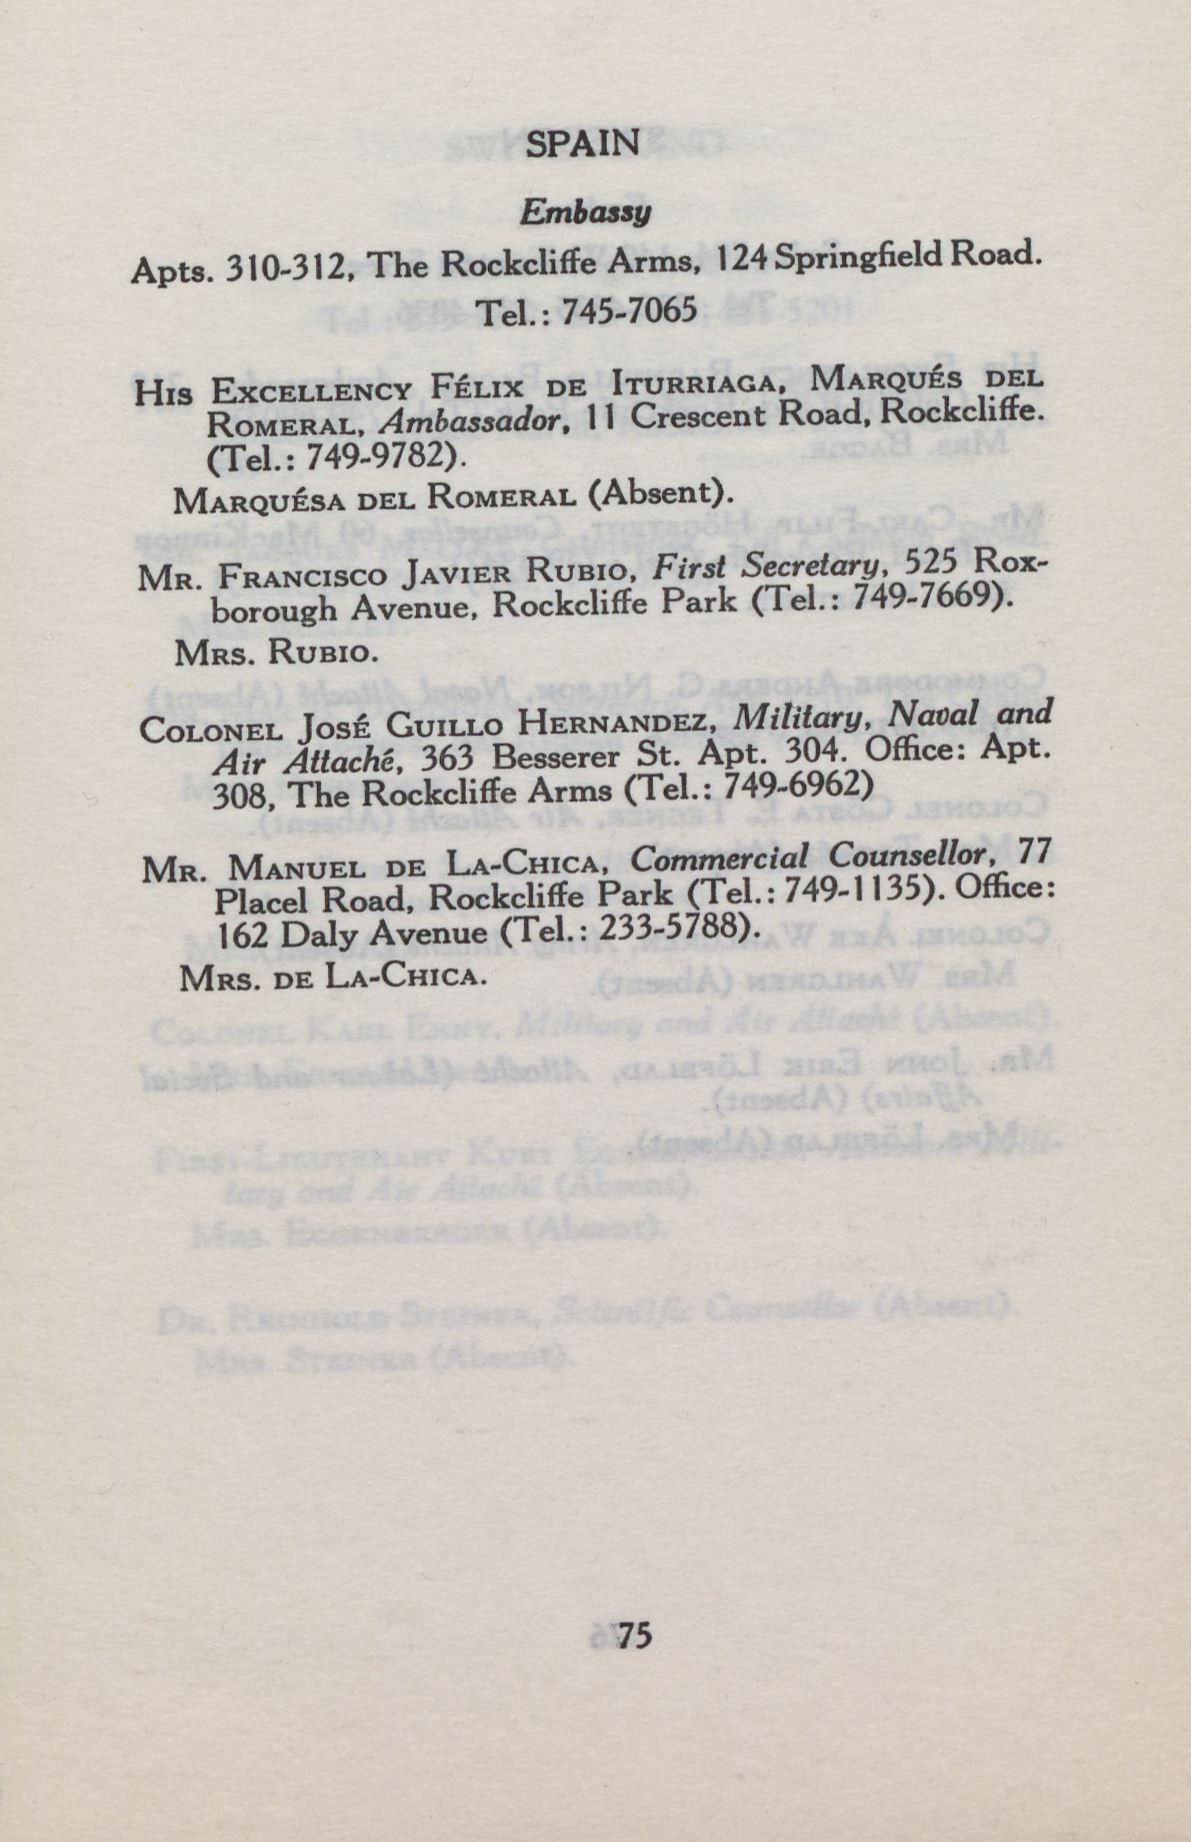 SPAIN
Embassy
Apts. 310-312, The Rockcliffe Arms, 124 Springfield Road.
Tel.: 745-7065
His Excellency Félix de Iturriaga, Marqués del
Romeral, Ambassador, 11 Crescent Road, Rockcliffe.
(Tel.: 749-9782).
Marquésa del Romeral (Absent).
Mr. Francisco Javier Rubio, First Secretary, 525 Rox-
borough Avenue, Rockcliffe Park (Tel.: 749-7669).
Mrs. Rubio.
Colonel José Guillo Hernandez, Military, Naval and
Air Attaché, 363 Besserer St. Apt. 304. Office: Apt.
308, The Rockcliffe Arms (Tel.: 749-6962)
Mr. Manuel de La-Chica, Commercial Counsellor, 77
Placel Road, Rockcliffe Park (Tel.: 749-1135). Office:
162 Daly Avenue (Tel.: 233-5788).
Mrs. de La-Chica.
75